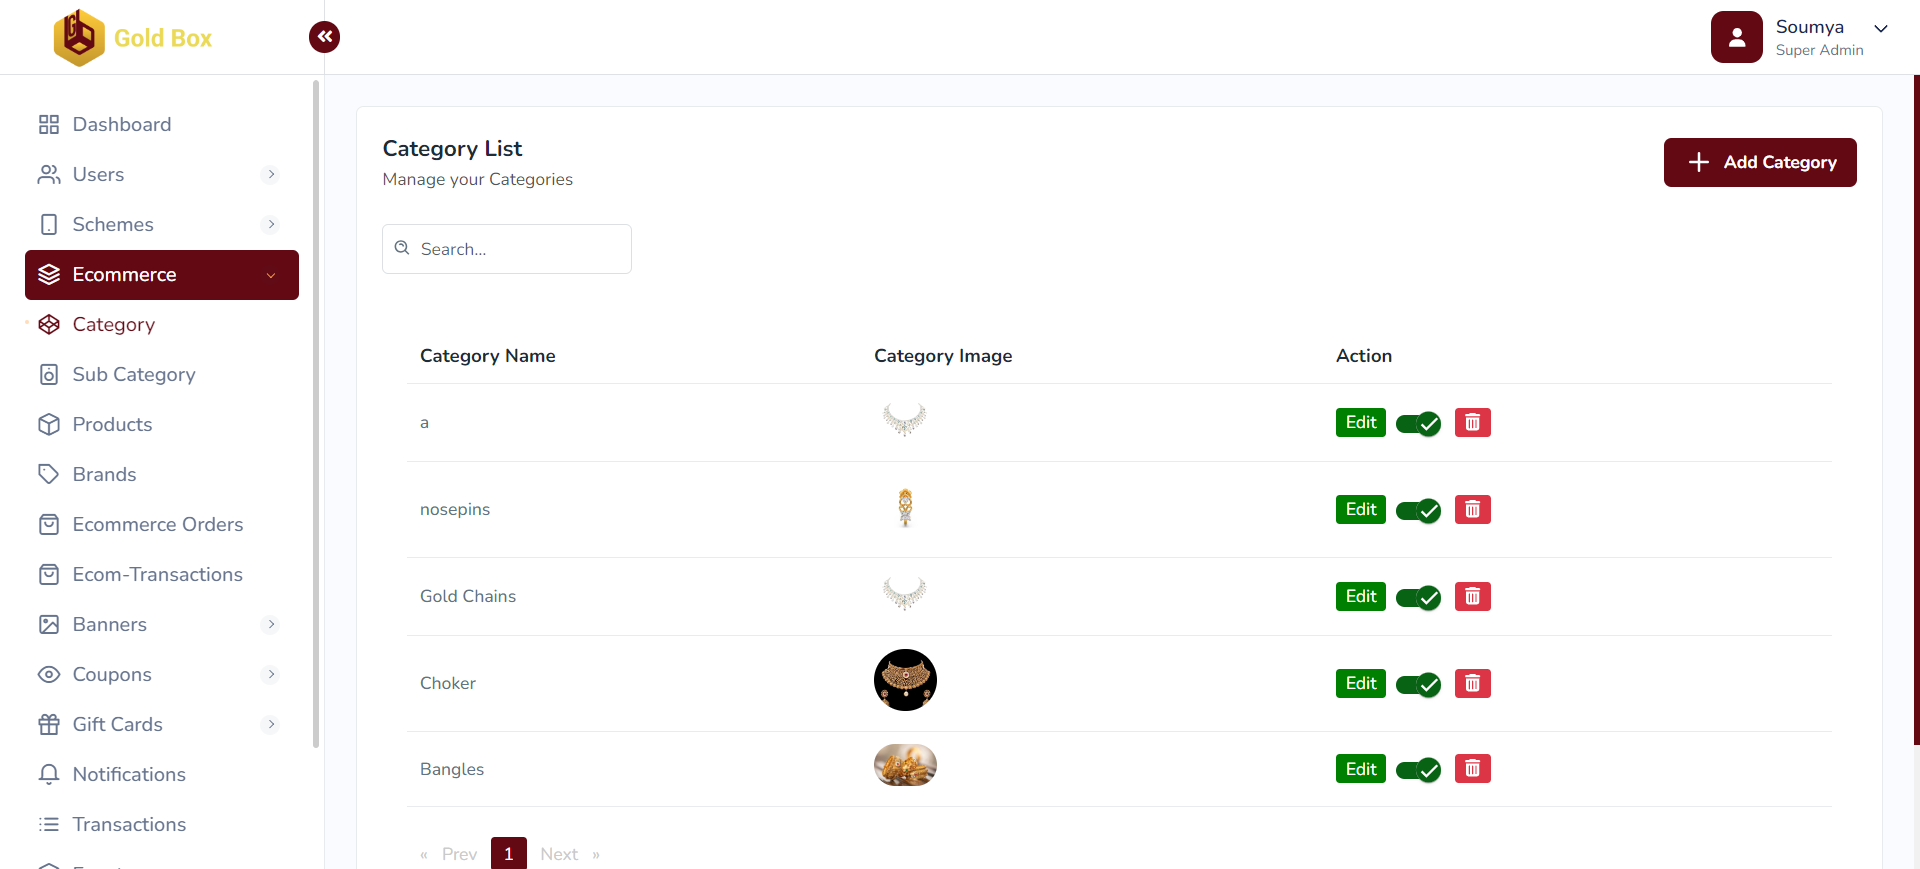 Gold Box
Soumya
Super Admin
Dashboard
Users
Schemes
Ecommerce
Category
Sub Category
Products
Brands
Ecommerce Orders
Ecom-Transactions
Banners
Coupons
Gift Cards
Notifications
Transactions
Category List
Manage your Categories
Add Category
Search...
Category Name Category Image Action
a Edit
nosepins Edit
Gold Chains Edit
Choker Edit
Bangles Edit
« Prev 1 Next »